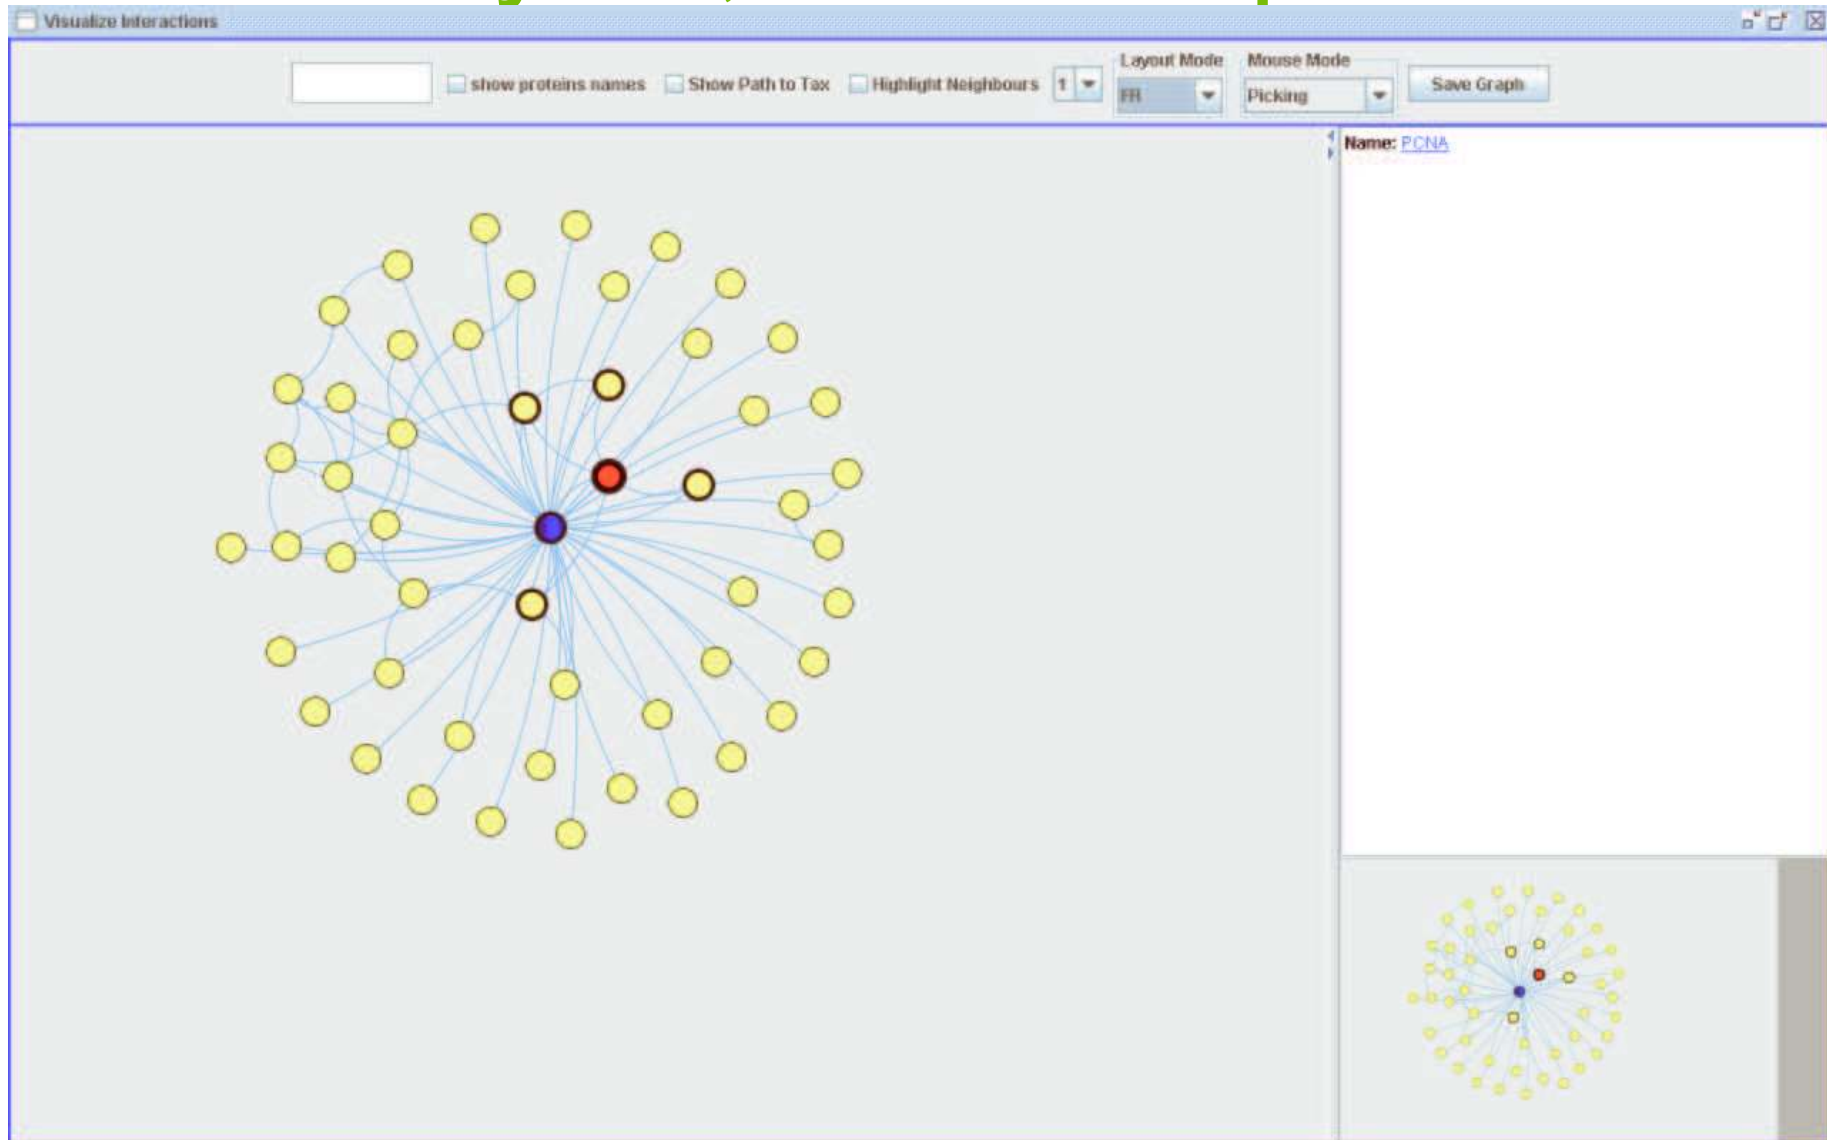 Visualize Interactions
show proteins names Show Path to Tax Highlight Neighbours 1
Layout Mode
FR
Mouse Mode
Picking
Save Graph
Name: PCNA